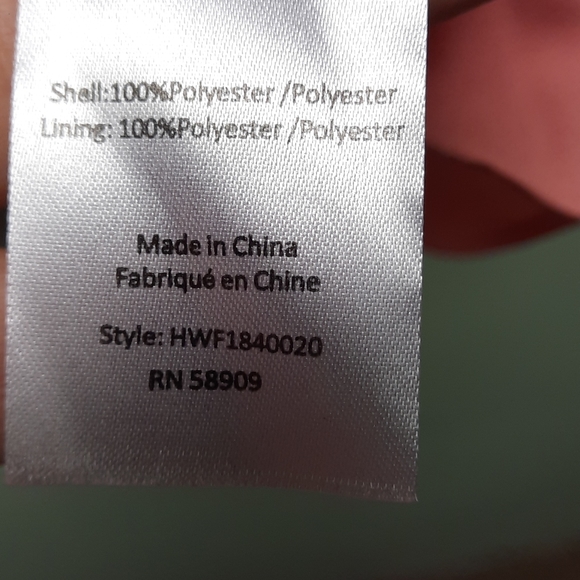 Shell:100%Polyester /Polyester
Lining: 100%Polyester /Polyester
Made in China
Fabriqué en Chine
Style: HWF1840020
RN 58909